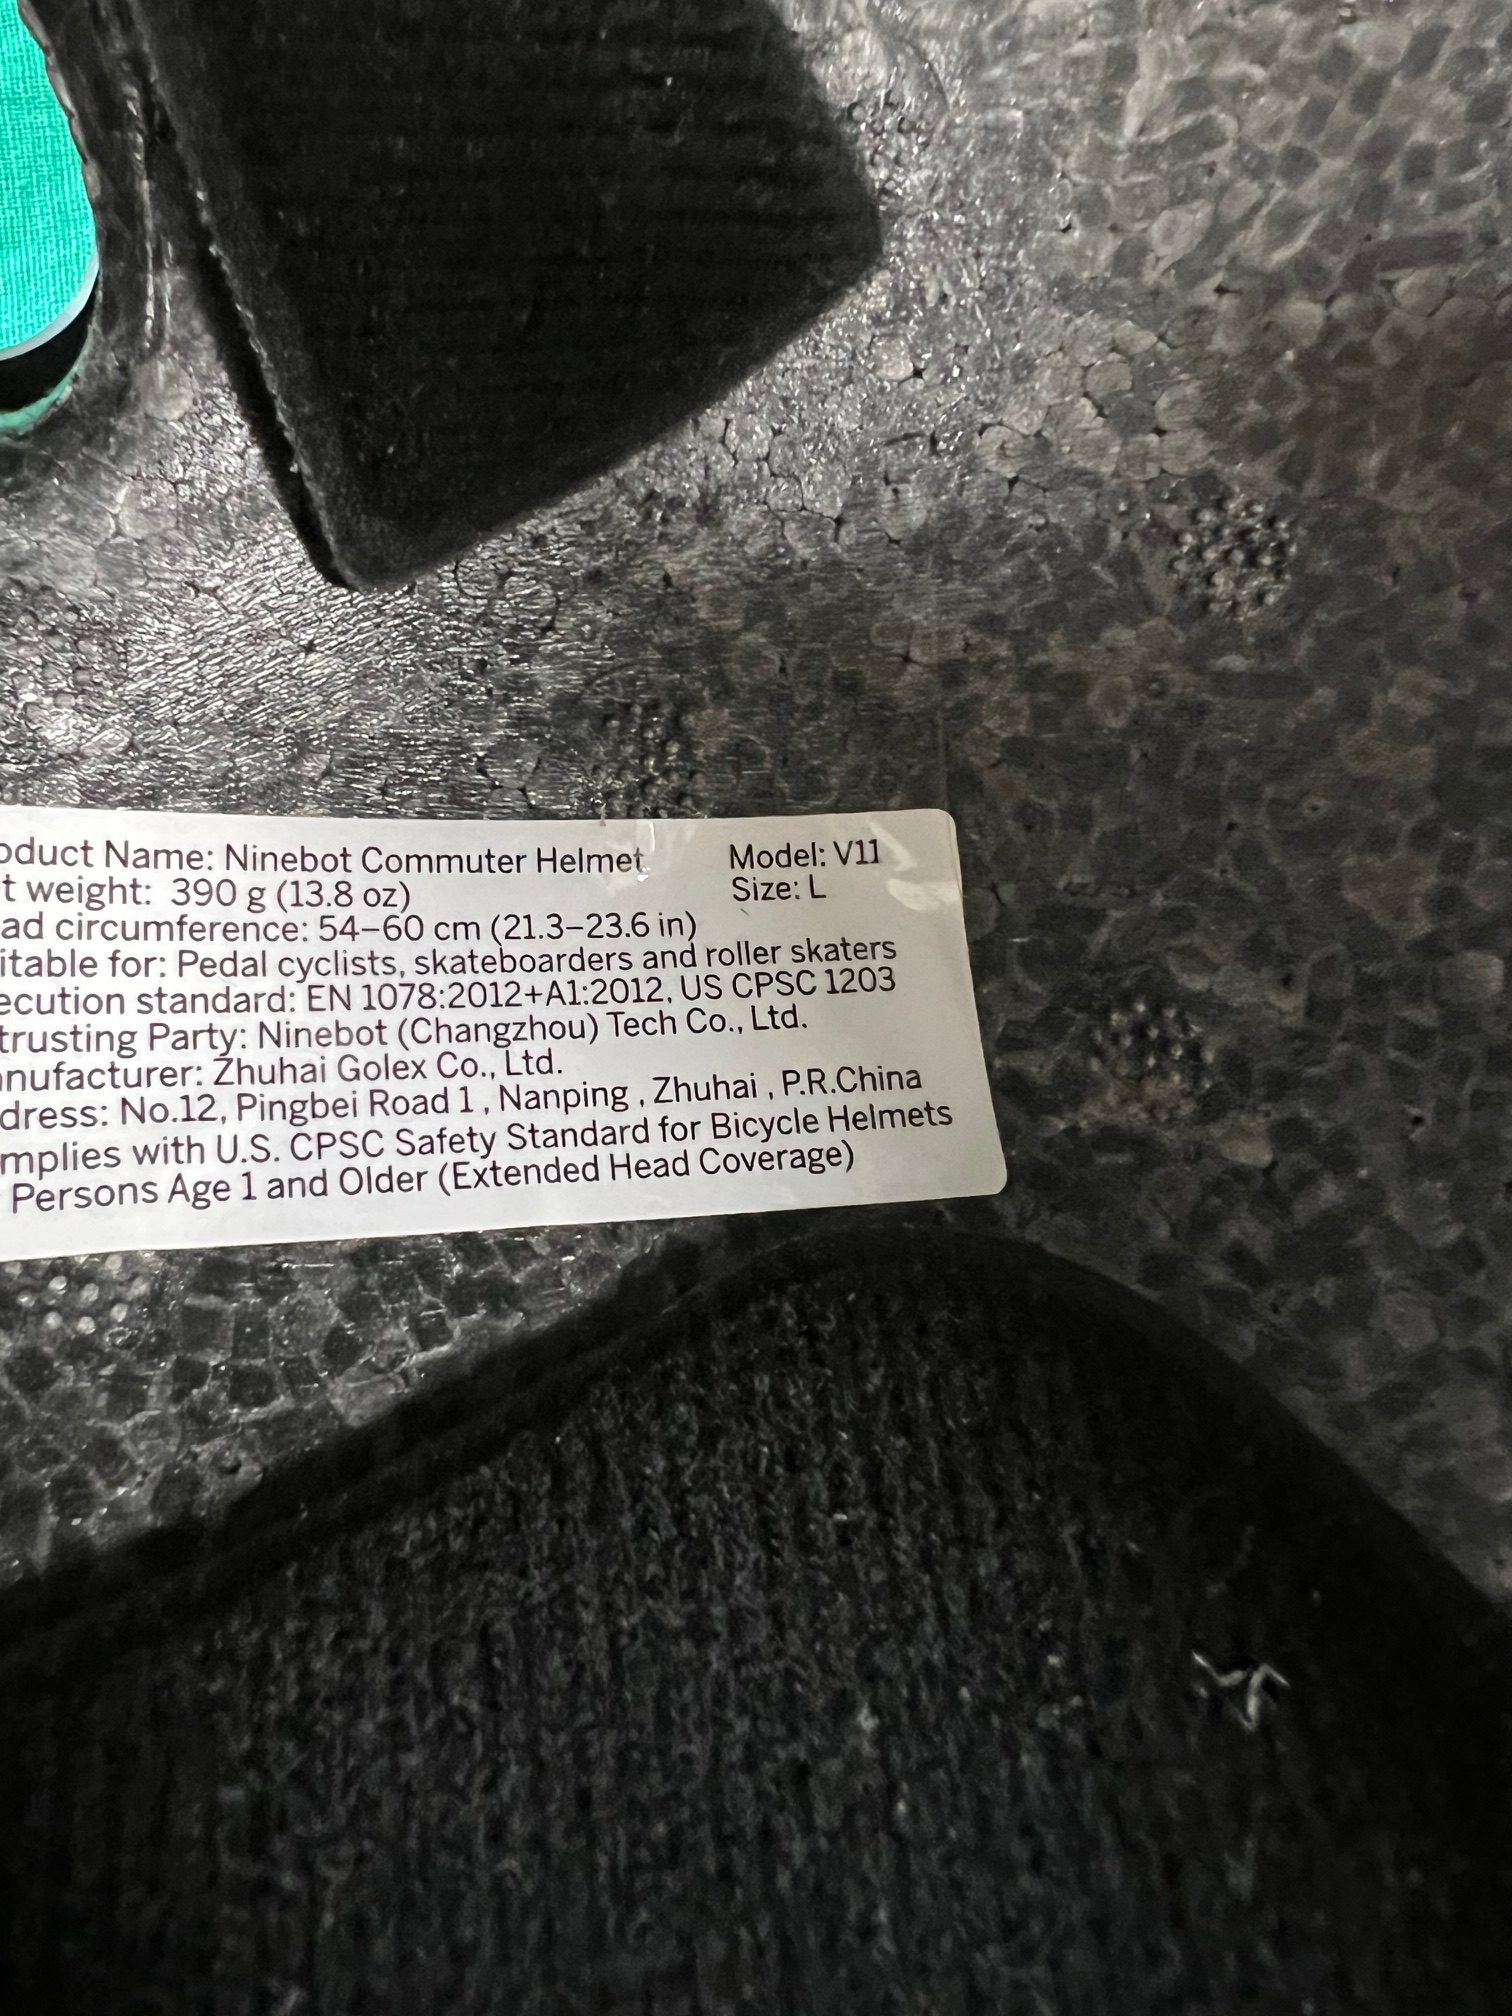 oduct Name: Ninebot Commuter Helmet Model: V11
t weight: 390 g (13.8 oz) Size: L
ad circumference: 54–60 cm (21.3–23.6 in)
itable for: Pedal cyclists, skateboarders and roller skaters
ecution standard: EN 1078:2012+A1:2012, US CPSC 1203
trusting Party: Ninebot (Changzhou) Tech Co., Ltd.
nufacturer: Zhuhai Golex Co., Ltd.
dress: No.12, Pingbei Road 1 , Nanping , Zhuhai , P.R.China
mplies with U.S. CPSC Safety Standard for Bicycle Helmets
Persons Age 1 and Older (Extended Head Coverage)